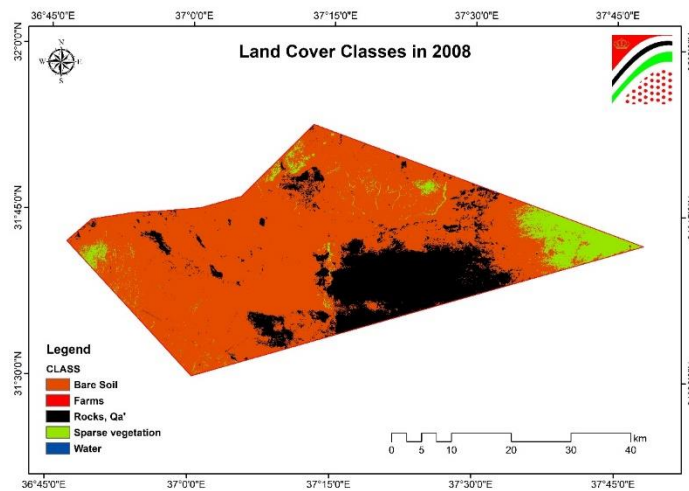 36°45'0"E 37°0'0"E 37°15'0"E 37°30'0"E 37°45'0"E
32°0'0"N
Land Cover Classes in 2008
N
W E
S
31°45'0"N
31°30'0"N
Legend
CLASS
Bare Soil
Farms
Rocks, Qa'
Sparse vegetation
Water
km
0 5 10 20 30 40
36°45'0"E 37°0'0"E 37°15'0"E 37°30'0"E 37°45'0"E